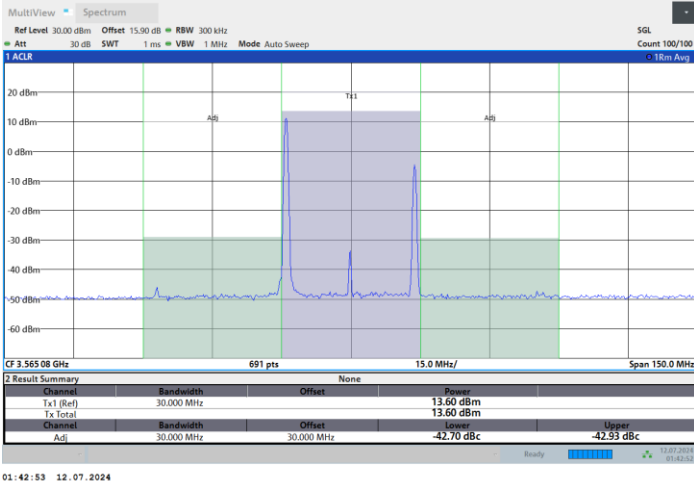 MultiView Spectrum
Ref Level 30.00 dBm Offset 15.90 dB RBW 300 kHz SGL
Att 30 dB SWT 1 ms VBW 1 MHz Mode Auto Sweep Count 100/100
1 ACLR 1Rm Avg
20 dBm
Tx1
10 dBm
Adj Adj
0 dBm
-10 dBm
-20 dBm
-30 dBm
-40 dBm
-50 dBm
-60 dBm
CF 3.565 08 GHz 691 pts 15.0 MHz/ Span 150.0 MHz
2 Result Summary None
Channel Bandwidth Offset Power
Tx1 (Ref) 30.000 MHz 13.60 dBm
Tx Total 13.60 dBm
Channel Bandwidth Offset Lower Upper
Adj 30.000 MHz 30.000 MHz -42.70 dBc -42.93 dBc
Ready 12.07.2024
01:42:53
01:42:53 12.07.2024